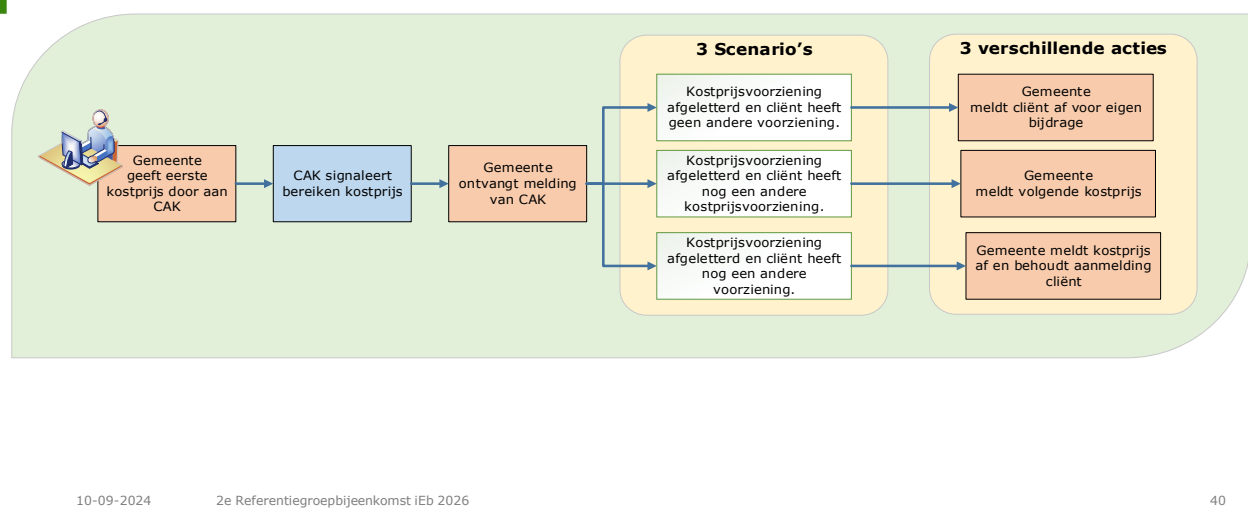 Gemeente
geeft eerste
kostprijs door aan
CAK
CAK signaleert
bereiken kostprijs
Gemeente
ontvangt melding
van CAK
3 Scenario’s
Kostprijsvoorziening
afgeletterd en cliënt heeft
geen andere voorziening.
Kostprijsvoorziening
afgeletterd en cliënt heeft
nog een andere
kostprijsvoorziening.
Kostprijsvoorziening
afgeletterd en cliënt heeft
nog een andere
voorziening.
3 verschillende acties
Gemeente
meldt cliënt af voor eigen
bijdrage
Gemeente
meldt volgende kostprijs
Gemeente meldt kostprijs
af en behoudt aanmelding
cliënt
10-09-2024 2e Referentiegroepbijeenkomst iEb 2026 40